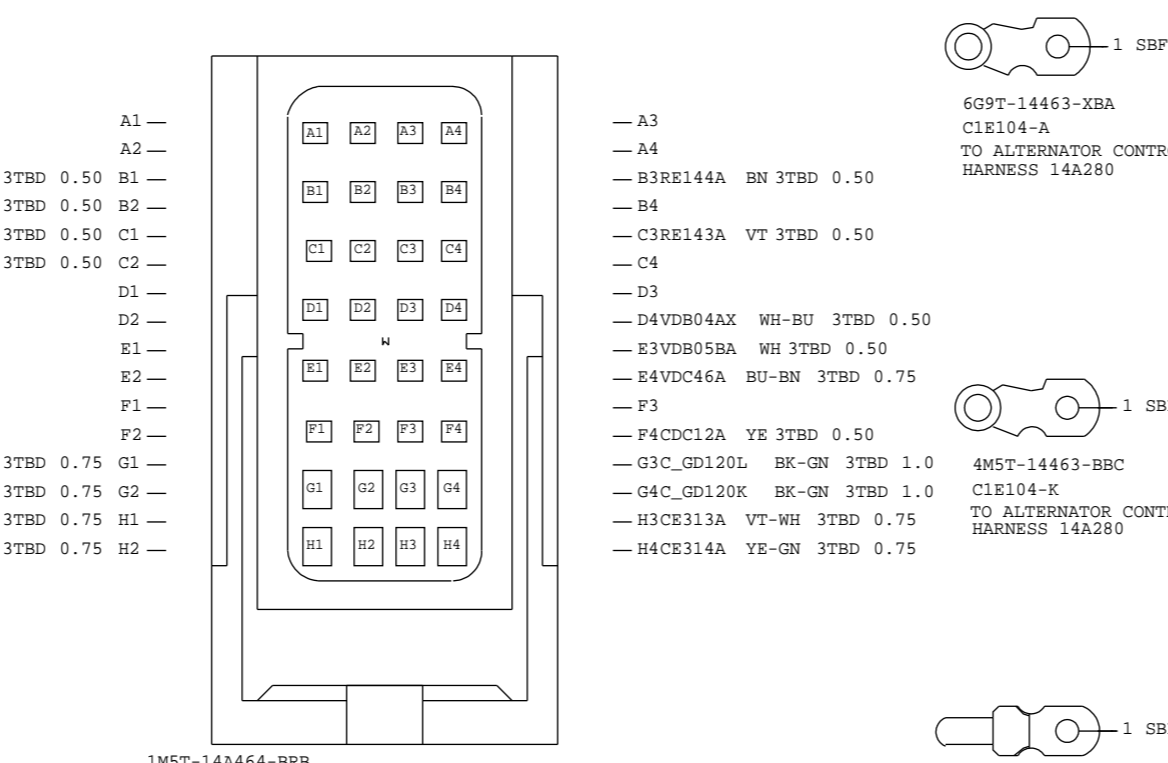 A1
A2
3TBD 0.50 B1
3TBD 0.50 B2
3TBD 0.50 C1
3TBD 0.50 C2
D1
D2
E1
E2
F1
F2
3TBD 0.75 G1
3TBD 0.75 G2
3TBD 0.75 H1
3TBD 0.75 H2
A1 A2 A3 A4
B1 B2 B3 B4
C1 C2 C3 C4
D1 D2 D3 D4
E1 E2 E3 E4
F1 F2 F3 F4
G1 G2 G3 G4
H1 H2 H3 H4
1M5T-14A464-BRB
A3
A4
B3RE144A BN 3TBD 0.50
B4
C3RE143A VT 3TBD 0.50
C4
D3
D4VDB04AX WH-BU 3TBD 0.50
E3VDB05BA WH 3TBD 0.50
E4VDC46A BU-BN 3TBD 0.75
F3
F4CDC12A YE 3TBD 0.50
G3C_GD120L BK-GN 3TBD 1.0
G4C_GD120K BK-GN 3TBD 1.0
H3CE313A VT-WH 3TBD 0.75
H4CE314A YE-GN 3TBD 0.75
1 SBF
6G9T-14463-XBA
C1E104-A
TO ALTERNATOR CONTRO
HARNESS 14A280
1 SB
4M5T-14463-BBC
C1E104-K
TO ALTERNATOR CONT
HARNESS 14A280
1 SB